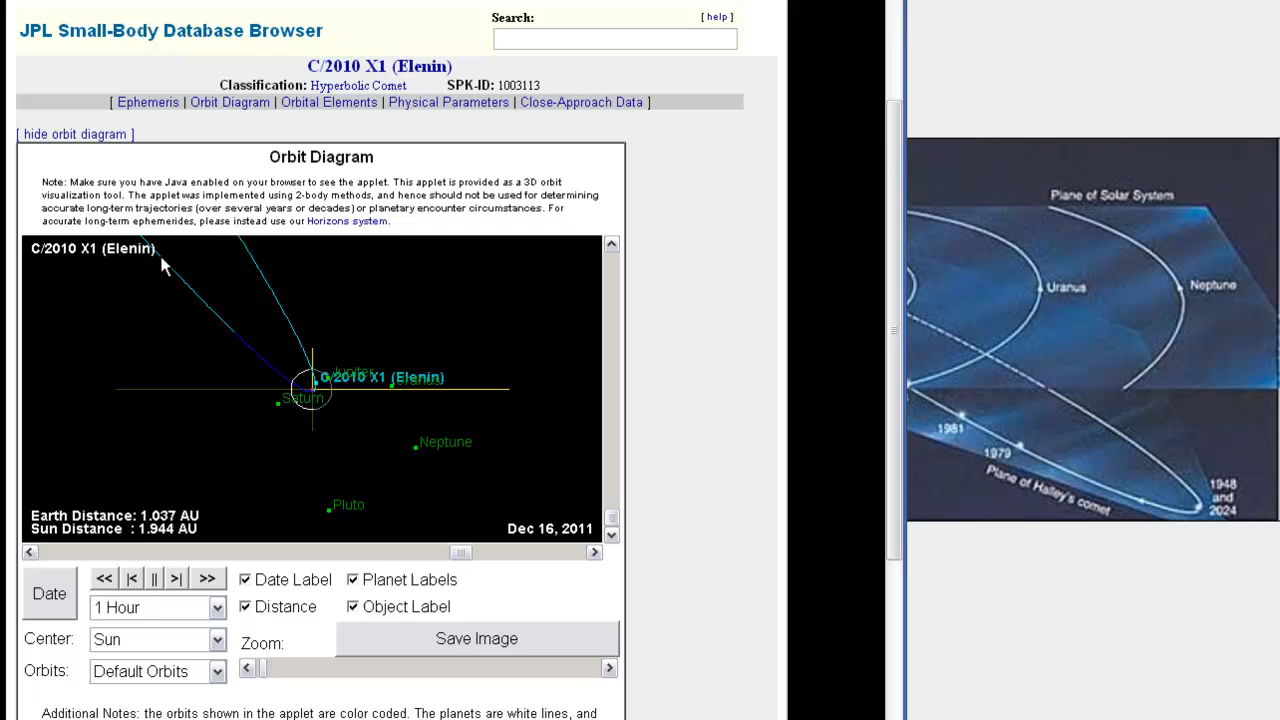 JPL Small-Body Database Browser
Search:
[ help ]
C/2010 X1 (Elenin)
Classification: Hyperbolic Comet SPK-ID: 1003113
[ Ephemeris | Orbit Diagram | Orbital Elements | Physical Parameters | Close-Approach Data ]
[ hide orbit diagram ]
Orbit Diagram
Note: Make sure you have Java enabled on your browser to see the applet. This applet is provided as a 3D orbit
visualization tool. The applet was implemented using 2-body methods, and hence should not be used for determining
accurate long-term trajectories (over several years or decades) or planetary encounter circumstances. For
accurate long-term ephemerides, please instead use our Horizons system.
C/2010 X1 (Elenin)
Jupiter
C/2010 X1 (Elenin)
Uranus
Saturn
Neptune
Pluto
Earth Distance: 1.037 AU
Sun Distance : 1.944 AU
Dec 16, 2011
Date
<< |< || >| >>
1 Hour
Date Label
Planet Labels
Distance
Object Label
Center: Sun
Zoom:
Save Image
Orbits: Default Orbits
Additional Notes: the orbits shown in the applet are color coded. The planets are white lines, and
Plane of Solar System
Uranus
Neptune
1981
1979
Plane of Halley's comet
1948
and
2024